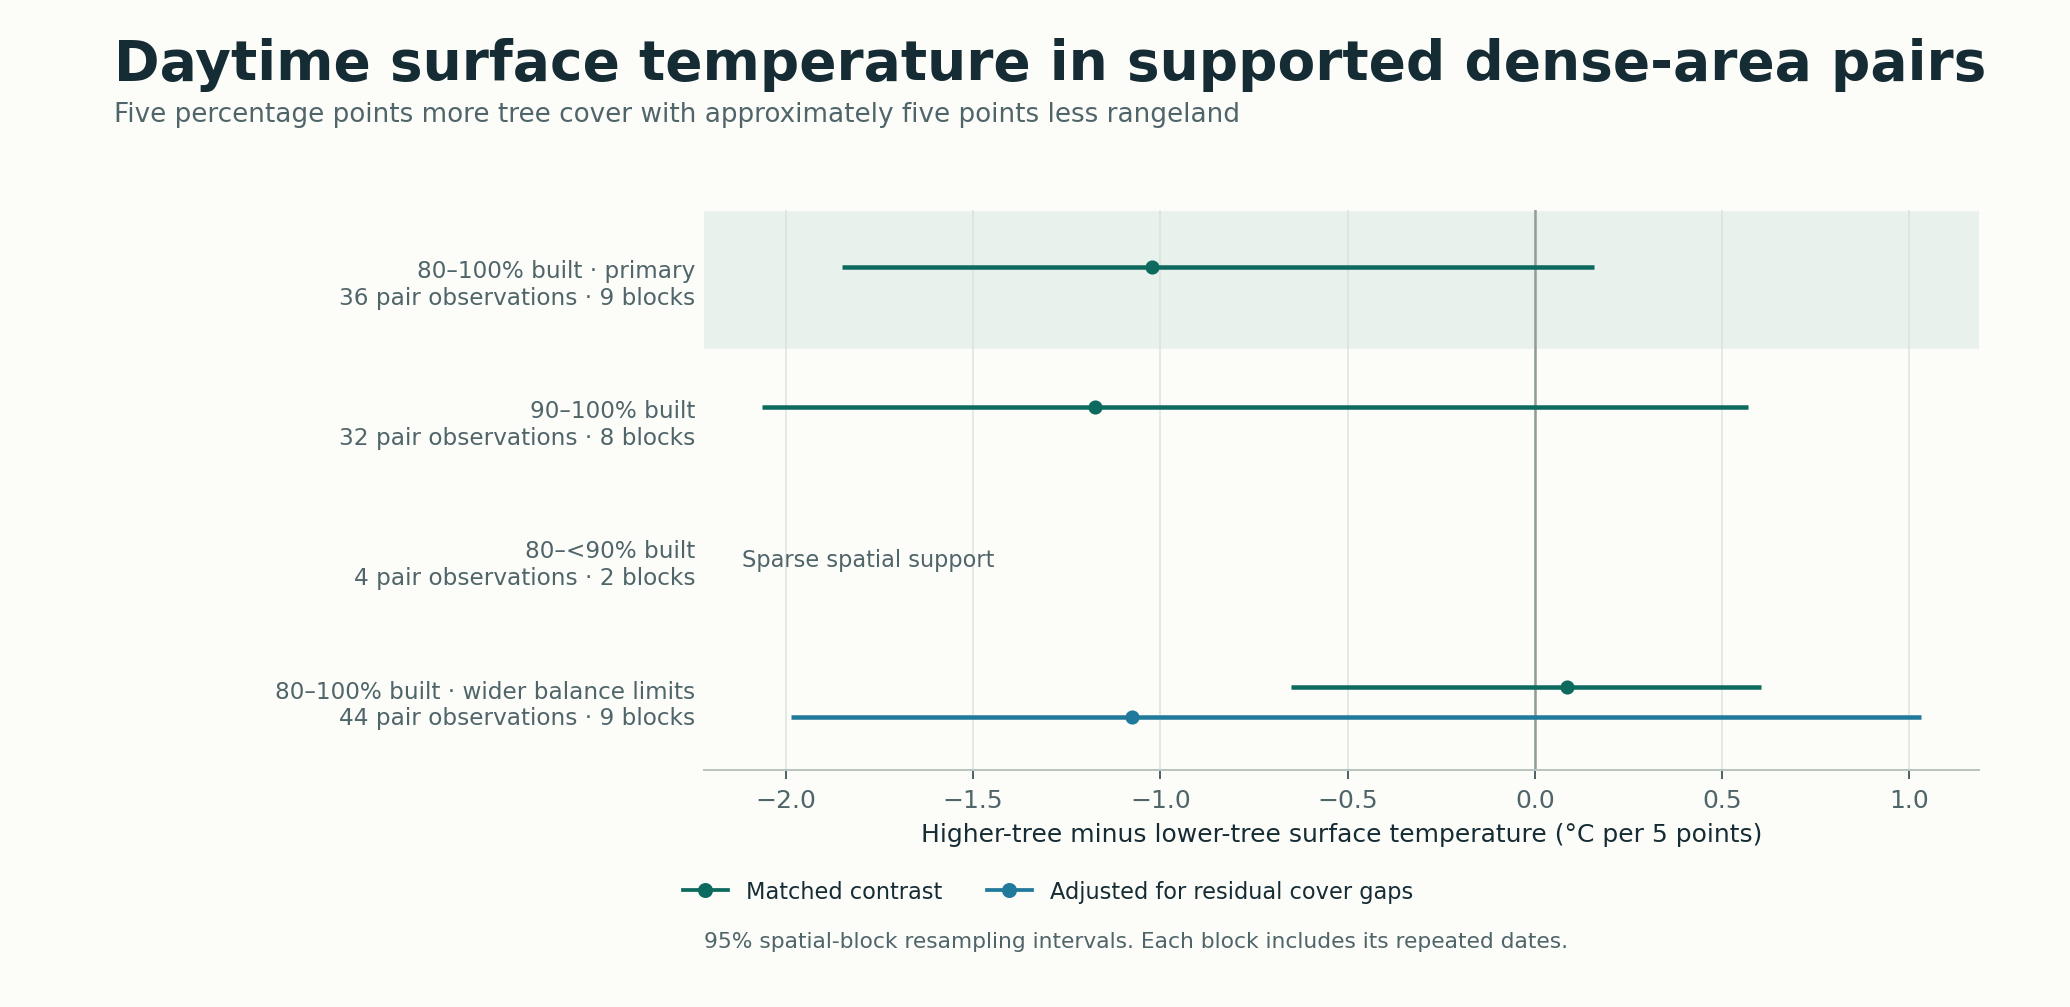 Daytime surface temperature in supported dense-area pairs
Five percentage points more tree cover with approximately five points less rangeland
80–100% built · primary
36 pair observations · 9 blocks
90–100% built
32 pair observations · 8 blocks
80–<90% built
4 pair observations · 2 blocks
Sparse spatial support
80–100% built · wider balance limits
44 pair observations · 9 blocks
−2.0 −1.5 −1.0 −0.5 0.0 0.5 1.0
Higher-tree minus lower-tree surface temperature (°C per 5 points)
Matched contrast Adjusted for residual cover gaps
95% spatial-block resampling intervals. Each block includes its repeated dates.